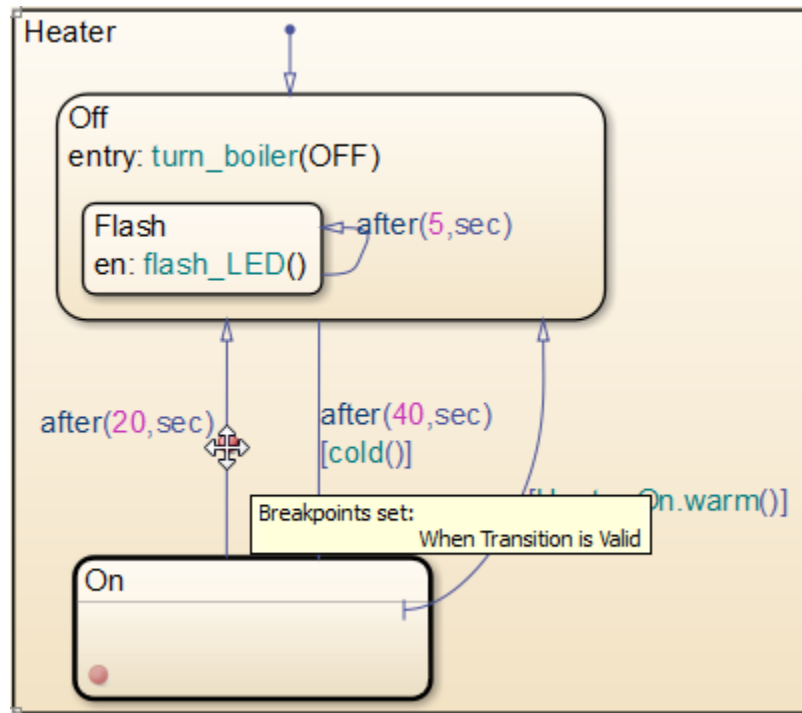 Heater
Off
entry: turn_boiler(OFF)
Flash
en: flash_LED()
after(5,sec)
after(20,sec)
after(40,sec)
[cold()]
On.warm()]
Breakpoints set:
When Transition is Valid
On